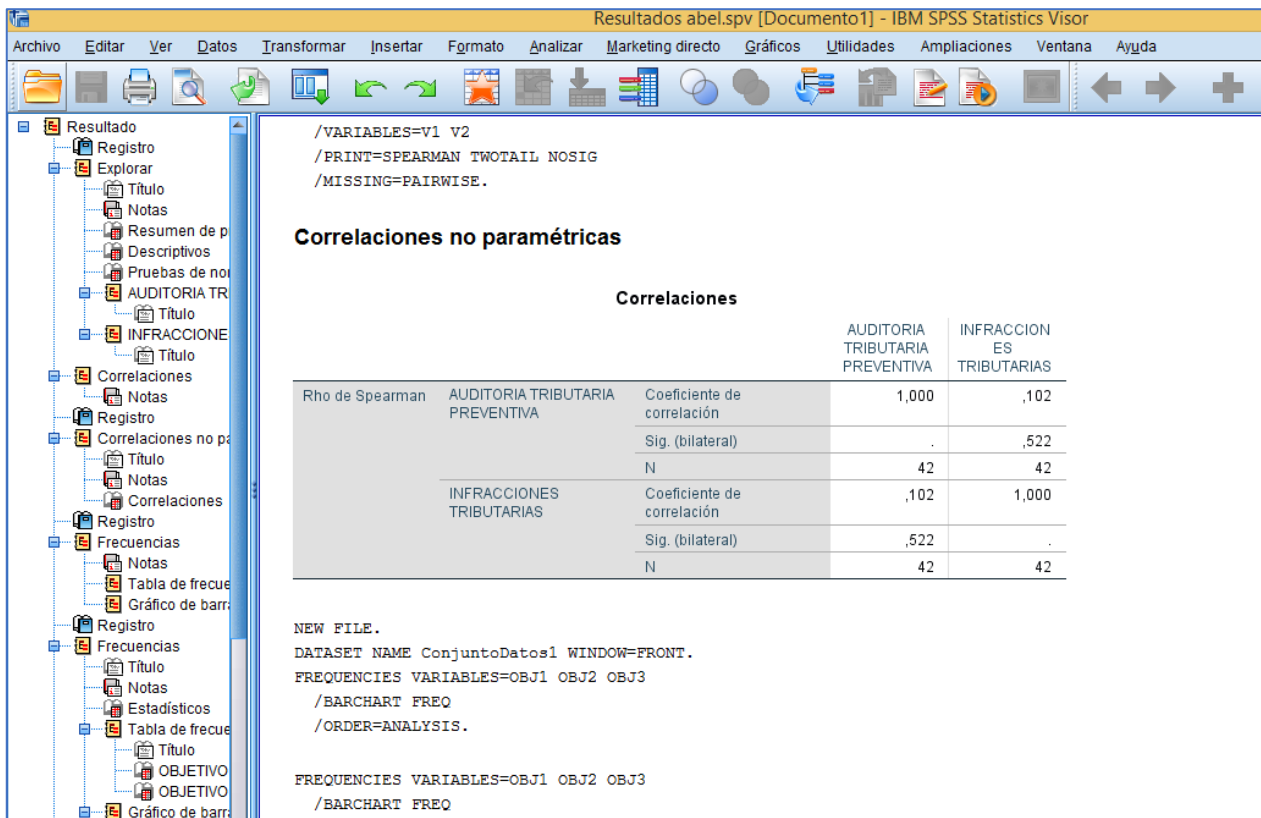 Resultados abel.spv [Documento1] - IBM SPSS Statistics Visor
Archivo Editar Ver Datos Transformar Insertar Formato Analizar Marketing directo Gráficos Utilidades Ampliaciones Ventana Ayuda
Resultado
Registro
Explorar
Título
Notas
Resumen de p
Descriptivos
Pruebas de nor
AUDITORIA TR
Título
INFRACCIONE
Título
Correlaciones
Notas
Registro
Correlaciones no pa
Título
Notas
Correlaciones
Registro
Frecuencias
Notas
Tabla de frecue
Gráfico de barra
Registro
Frecuencias
Título
Notas
Estadísticos
Tabla de frecue
Título
OBJETIVO
OBJETIVO
Gráfico de barra
/VARIABLES=V1 V2
/PRINT=SPEARMAN TWOTAIL NOSIG
/MISSING=PAIRWISE.
Correlaciones no paramétricas
Correlaciones
AUDITORIA TRIBUTARIA PREVENTIVA
INFRACCION ES TRIBUTARIAS
Rho de Spearman AUDITORIA TRIBUTARIA PREVENTIVA Coeficiente de correlación 1,000 ,102
Sig. (bilateral) . ,522
N 42 42
INFRACCIONES TRIBUTARIAS Coeficiente de correlación ,102 1,000
Sig. (bilateral) ,522 .
N 42 42
NEW FILE.
DATASET NAME ConjuntoDatos1 WINDOW=FRONT.
FREQUENCIES VARIABLES=OBJ1 OBJ2 OBJ3
/BARCHART FREQ
/ORDER=ANALYSIS.
FREQUENCIES VARIABLES=OBJ1 OBJ2 OBJ3
/BARCHART FREQ